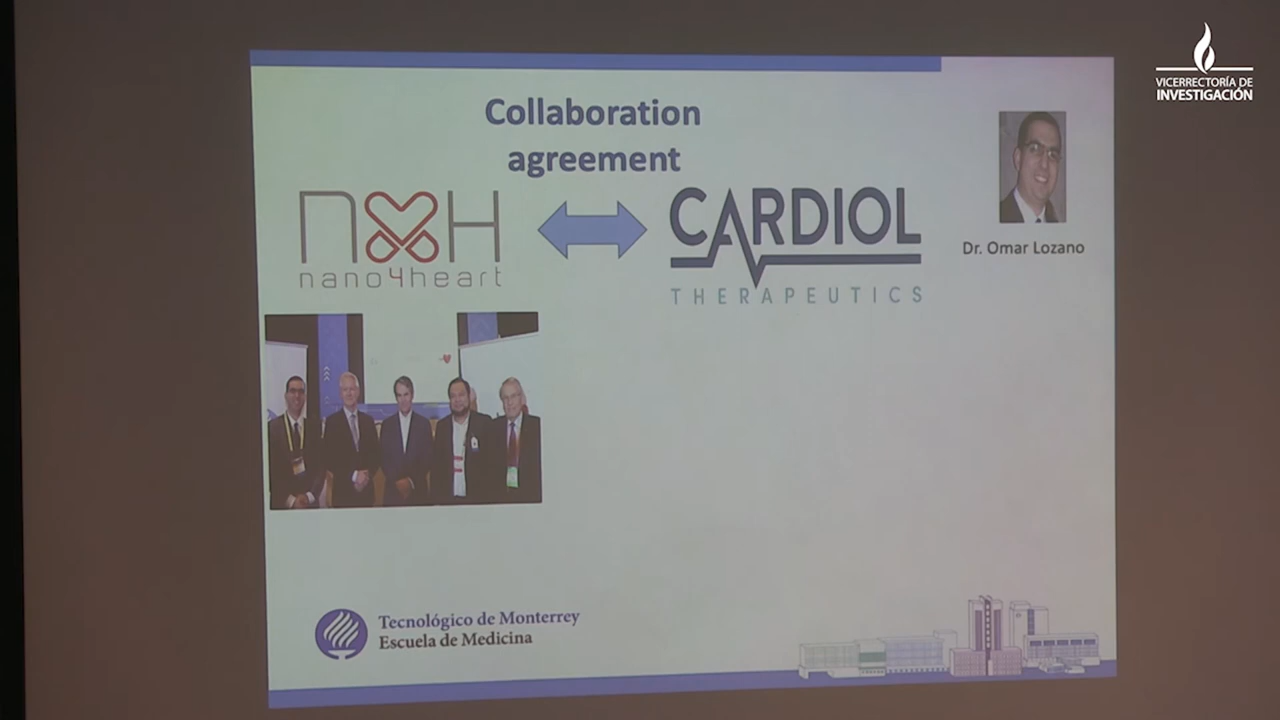 VICERRECTORÍA DE
INVESTIGACIÓN
Collaboration
agreement
nano4heart
CARDIOL
THERAPEUTICS
Dr. Omar Lozano
Tecnológico de Monterrey
Escuela de Medicina